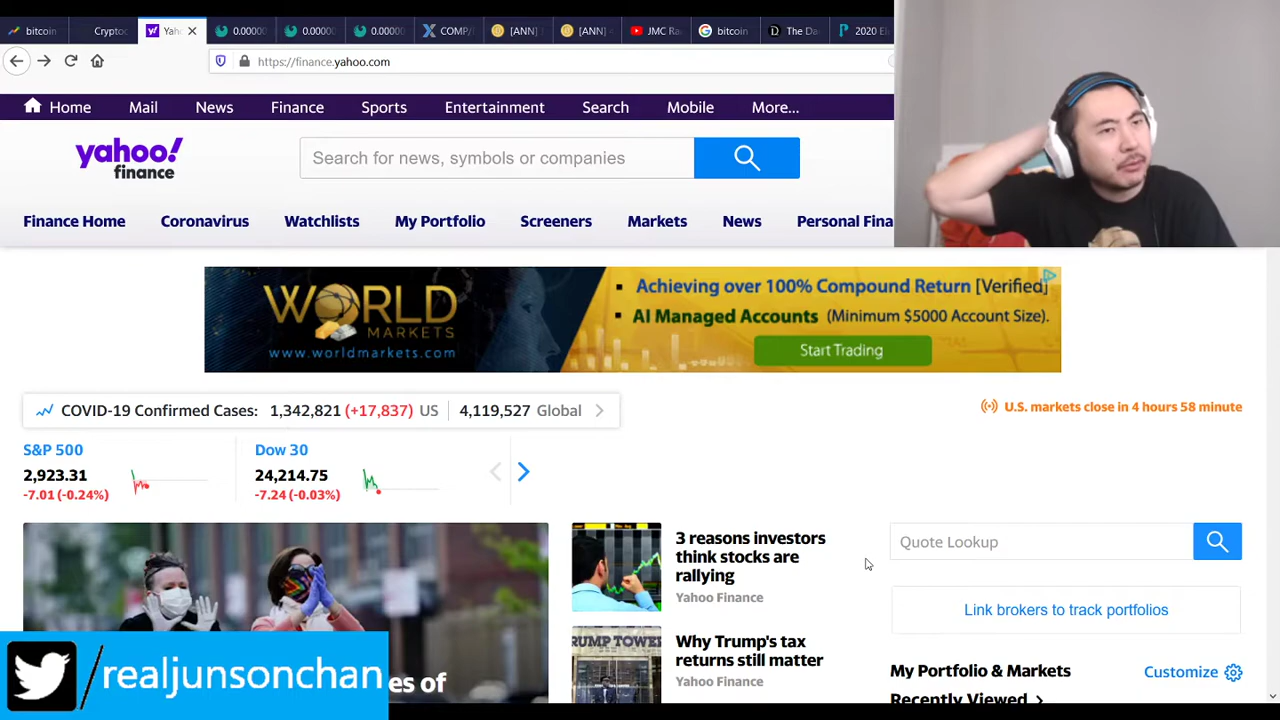 bitcoin
Cryptoc
Yah
0.00000
0.00000
0.00000
COMP/
[ANN]
[ANN]
JMC Ra
bitcoin
The Da
2020 El
https://finance.yahoo.com
Home Mail News Finance Sports Entertainment Search Mobile More...
yahoo!
finance
Search for news, symbols or companies
Finance Home Coronavirus Watchlists My Portfolio Screeners Markets News Personal Fina
WORLD
MARKETS
www.worldmarkets.com
Achieving over 100% Compound Return [Verified]
AI Managed Accounts (Minimum $5000 Account Size).
Start Trading
COVID-19 Confirmed Cases: 1,342,821 (+17,837) US 4,119,527 Global
U.S. markets close in 4 hours 58 minute
S&P 500
2,923.31
-7.01 (-0.24%)
Dow 30
24,214.75
-7.24 (-0.03%)
3 reasons investors
think stocks are
rallying
Yahoo Finance
TRUMP TOWER
Why Trump's tax
returns still matter
Yahoo Finance
Quote Lookup
Link brokers to track portfolios
My Portfolio & Markets
Customize
Recently Viewed
/realjunsonchan
es of